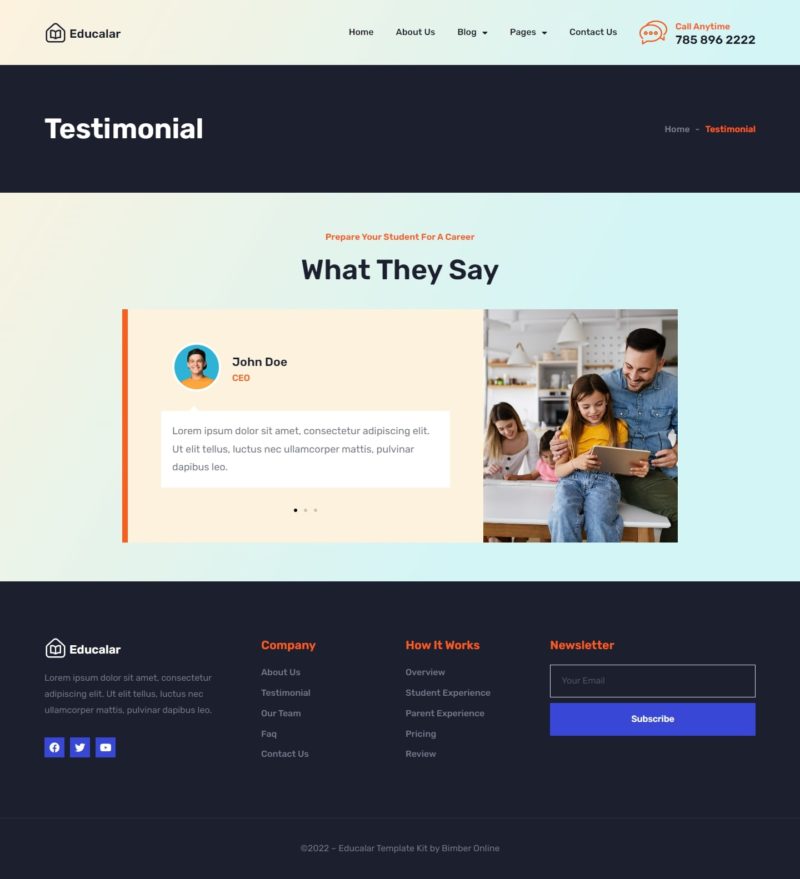 Educalar
Home About Us Blog Pages Contact Us
Call Anytime
785 896 2222
Testimonial
Home - Testimonial
Prepare Your Student For A Career
What They Say
John Doe
CEO
Lorem ipsum dolor sit amet, consectetur adipiscing elit.
Ut elit tellus, luctus nec ullamcorper mattis, pulvinar
dapibus leo.
Educalar
Lorem ipsum dolor sit amet, consectetur
adipiscing elit. Ut elit tellus, luctus nec
ullamcorper mattis, pulvinar dapibus leo.
Company
About Us
Testimonial
Our Team
Faq
Contact Us
How It Works
Overview
Student Experience
Parent Experience
Pricing
Review
Newsletter
Your Email
Subscribe
©2022 – Educalar Template Kit by Bimber Online